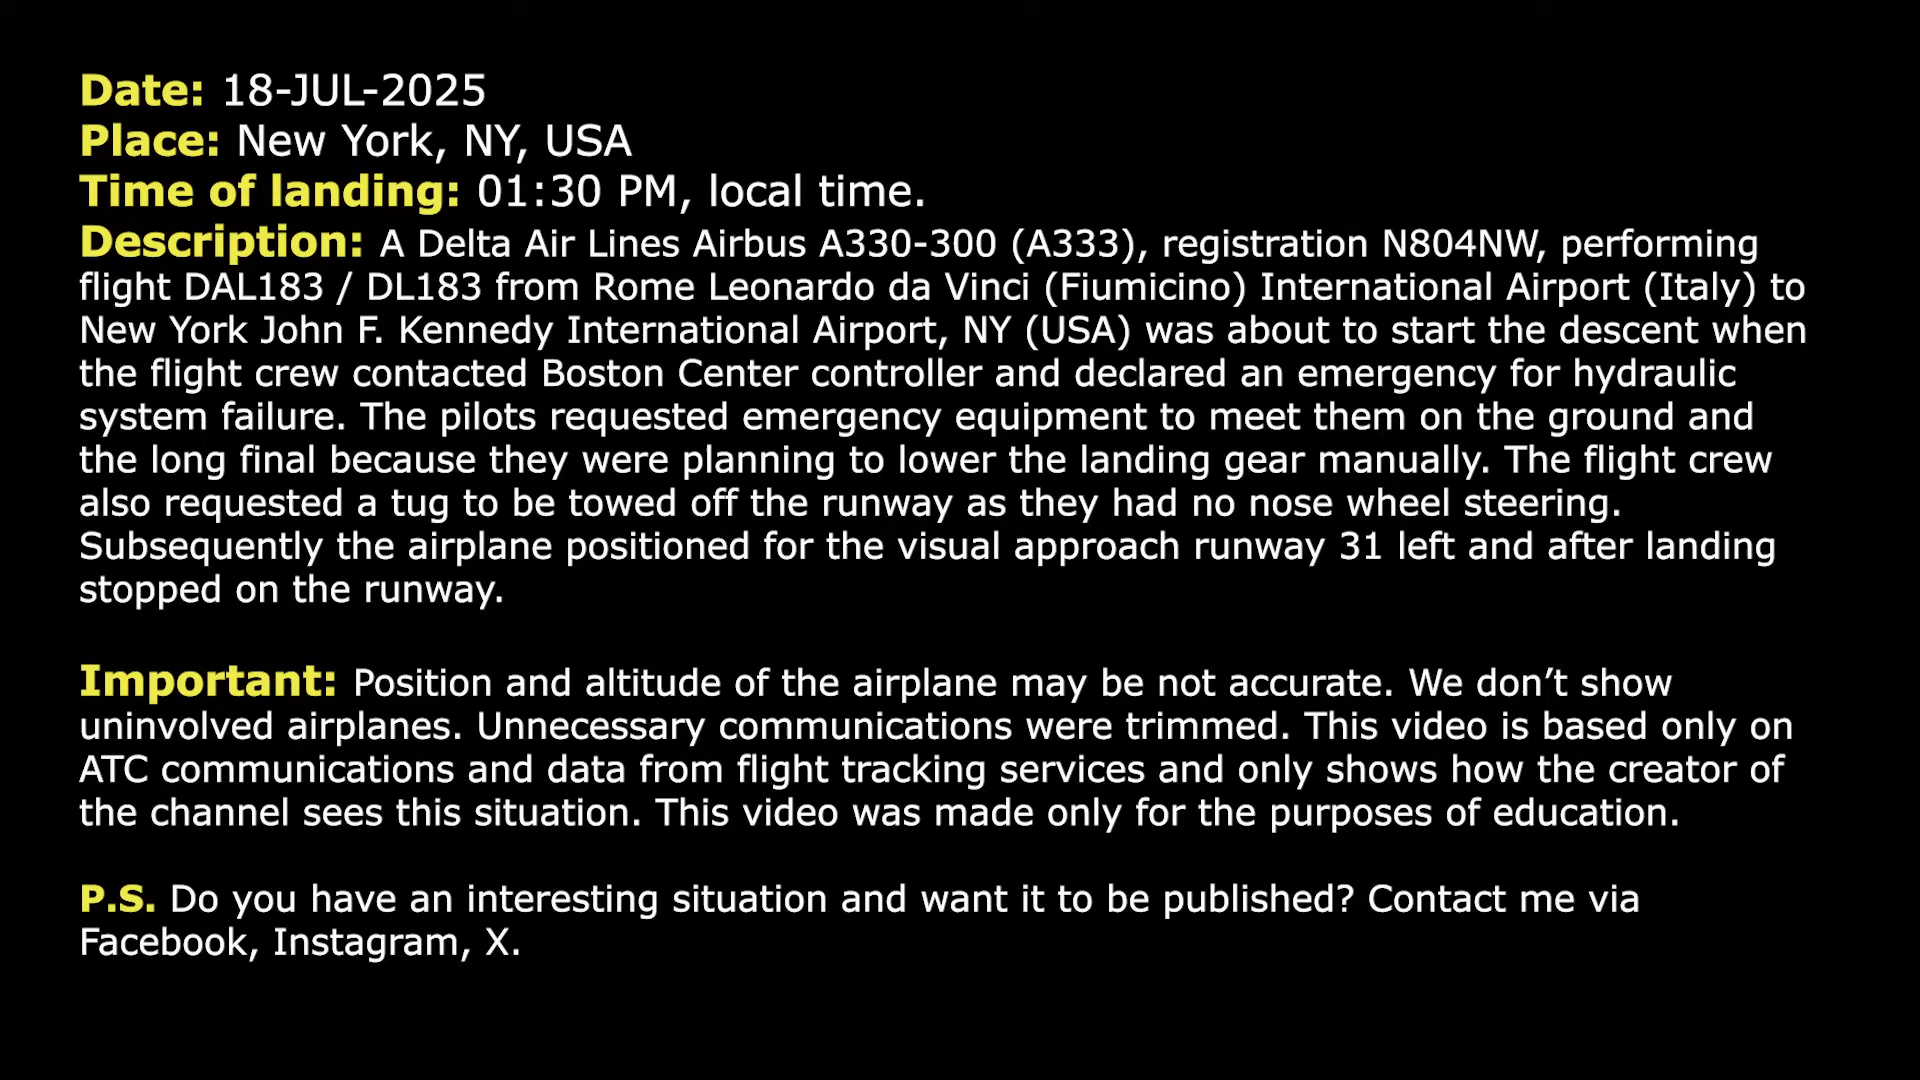 Date: 18-JUL-2025
Place: New York, NY, USA
Time of landing: 01:30 PM, local time.
Description: A Delta Air Lines Airbus A330-300 (A333), registration N804NW, performing
flight DAL183 / DL183 from Rome Leonardo da Vinci (Fiumicino) International Airport (Italy) to
New York John F. Kennedy International Airport, NY (USA) was about to start the descent when
the flight crew contacted Boston Center controller and declared an emergency for hydraulic
system failure. The pilots requested emergency equipment to meet them on the ground and
the long final because they were planning to lower the landing gear manually. The flight crew
also requested a tug to be towed off the runway as they had no nose wheel steering.
Subsequently the airplane positioned for the visual approach runway 31 left and after landing
stopped on the runway.
Important: Position and altitude of the airplane may be not accurate. We don’t show
uninvolved airplanes. Unnecessary communications were trimmed. This video is based only on
ATC communications and data from flight tracking services and only shows how the creator of
the channel sees this situation. This video was made only for the purposes of education.
P.S. Do you have an interesting situation and want it to be published? Contact me via
Facebook, Instagram, X.